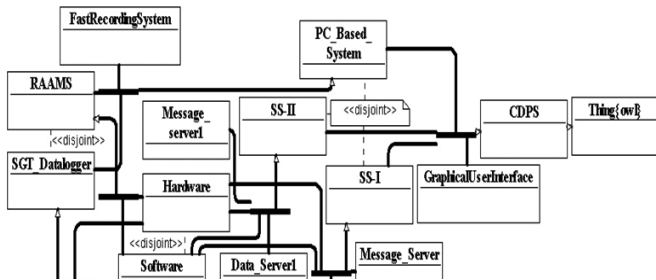 FastRecordingSystem
PC_Based_
System
RAAMS
Message_
server1
SS-II
<<disjoint>>
CDPS
Thing{owl}
<<disjoint>>
SGT_Datalogger
Hardware
SS-I
GraphicalUserInterface
<<disjoint>>
Software
Data_Server1
Message_Server